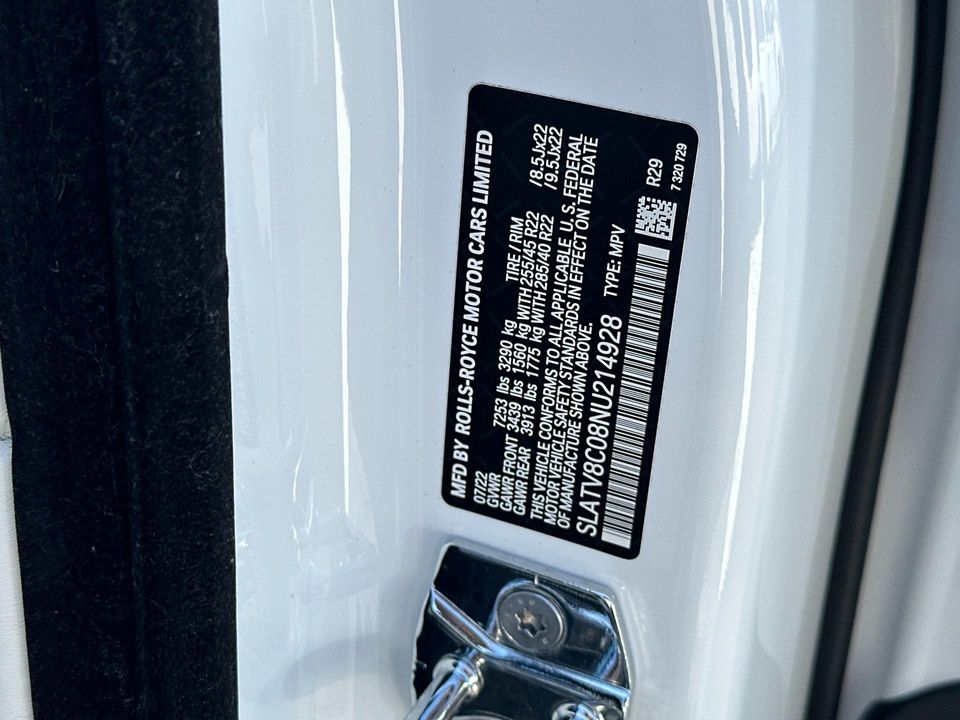 MFD BY ROLLS-ROYCE MOTOR CARS LIMITED
07/22
GVWR 7253 lbs 3290 kg TIRE / RIM
GAWR FRONT 3439 lbs 1560 kg WITH 255/45 R22 / 8.5Jx22
GAWR REAR 3913 lbs 1775 kg WITH 285/40 R22 / 9.5Jx22
THIS VEHICLE CONFORMS TO ALL APPLICABLE U. S. FEDERAL
MOTOR VEHICLE SAFETY STANDARDS IN EFFECT ON THE DATE
OF MANUFACTURE SHOWN ABOVE.
SLATV8C08NU214928 TYPE: MPV
R29
7 320 729